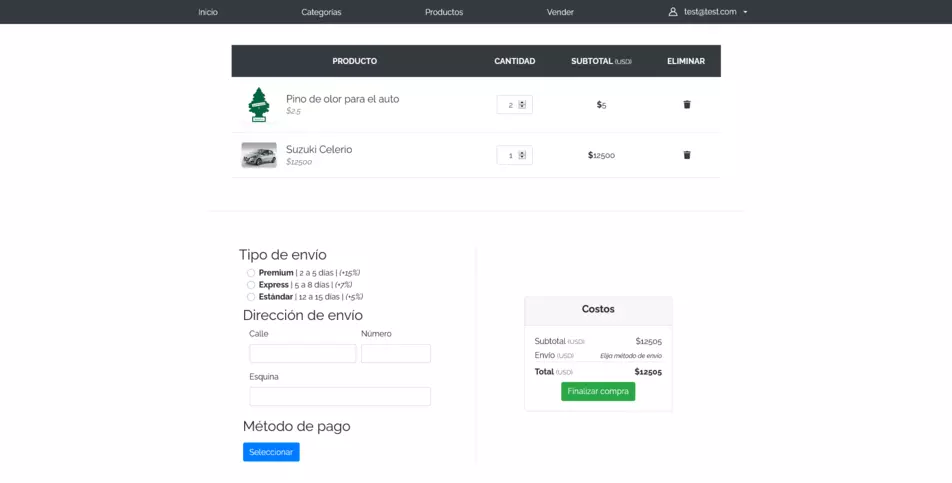 Inicio Categorías Productos Vender test@test.com
PRODUCTO CANTIDAD SUBTOTAL (USD) ELIMINAR
Pino de olor para el auto 2 $5
$2.5
Suzuki Celerio 1 $12500
$12500
Tipo de envío
Premium | 2 a 5 días | (+15%)
Express | 5 a 8 días | (+7%)
Estándar | 12 a 15 días | (+5%)
Dirección de envío
Calle Número
Esquina
Método de pago
Seleccionar
Costos
Subtotal (USD) $12505
Envío (USD) Elija método de envío
Total (USD) $12505
Finalizar compra